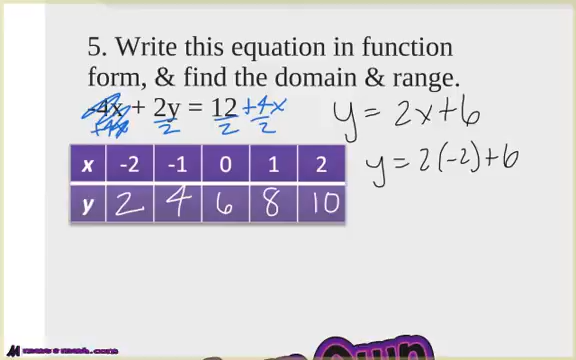 5. Write this equation in function
form, & find the domain & range.
-4x + 2y = 12 +4x
+4x 2 2 2
y = 2x+6
y = 2(-2)+6
x -2 -1 0 1 2
y 2 4 6 8 10
Own